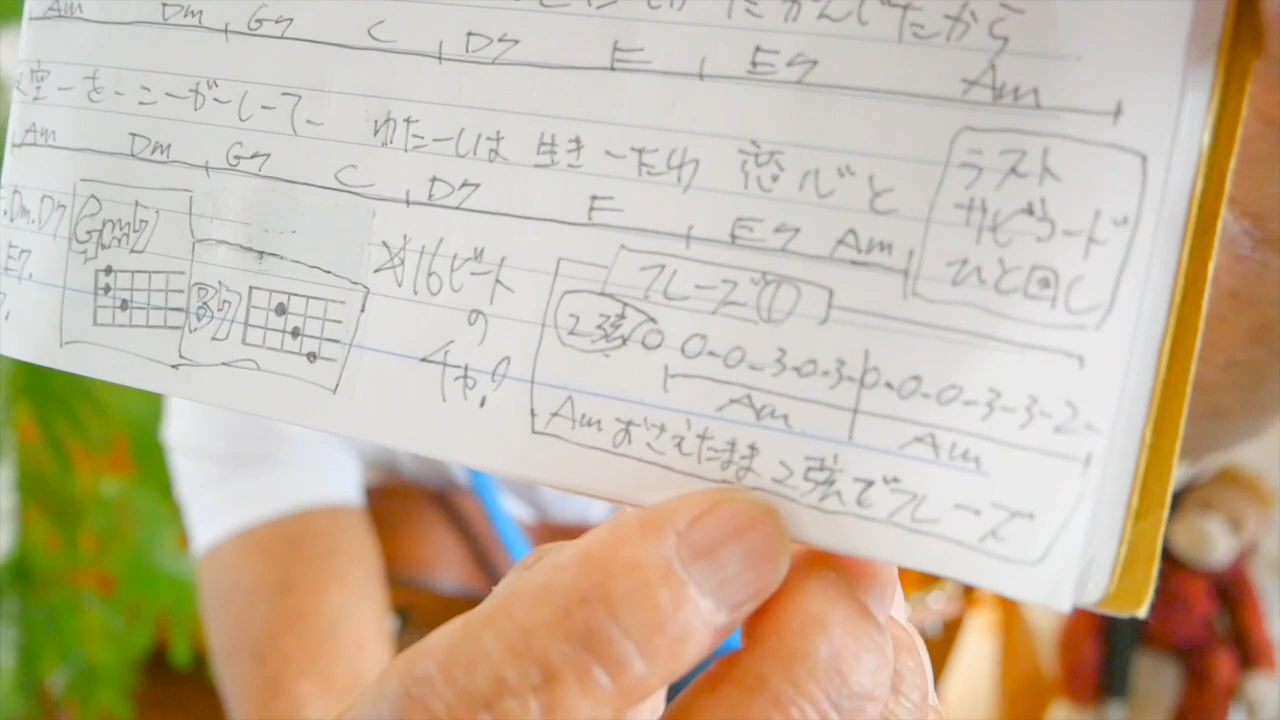 たかんじたから
Am Dm G7 C D7 F E7 Am
空ーをーこーがーしーてー わたーしは 生きーたわ 恋心と
Am Dm G7 C D7 F E7 Am
ラスト
サビコード
ひと回し
Dm.D7
E7.
Gm7
B7
※16ビート
の
チャ?
フレーズ①
2弦 0 0-0-3-0-3-0-0-0-3-3-2-
Am Am
Amおさえたまま2弦でフレーズ